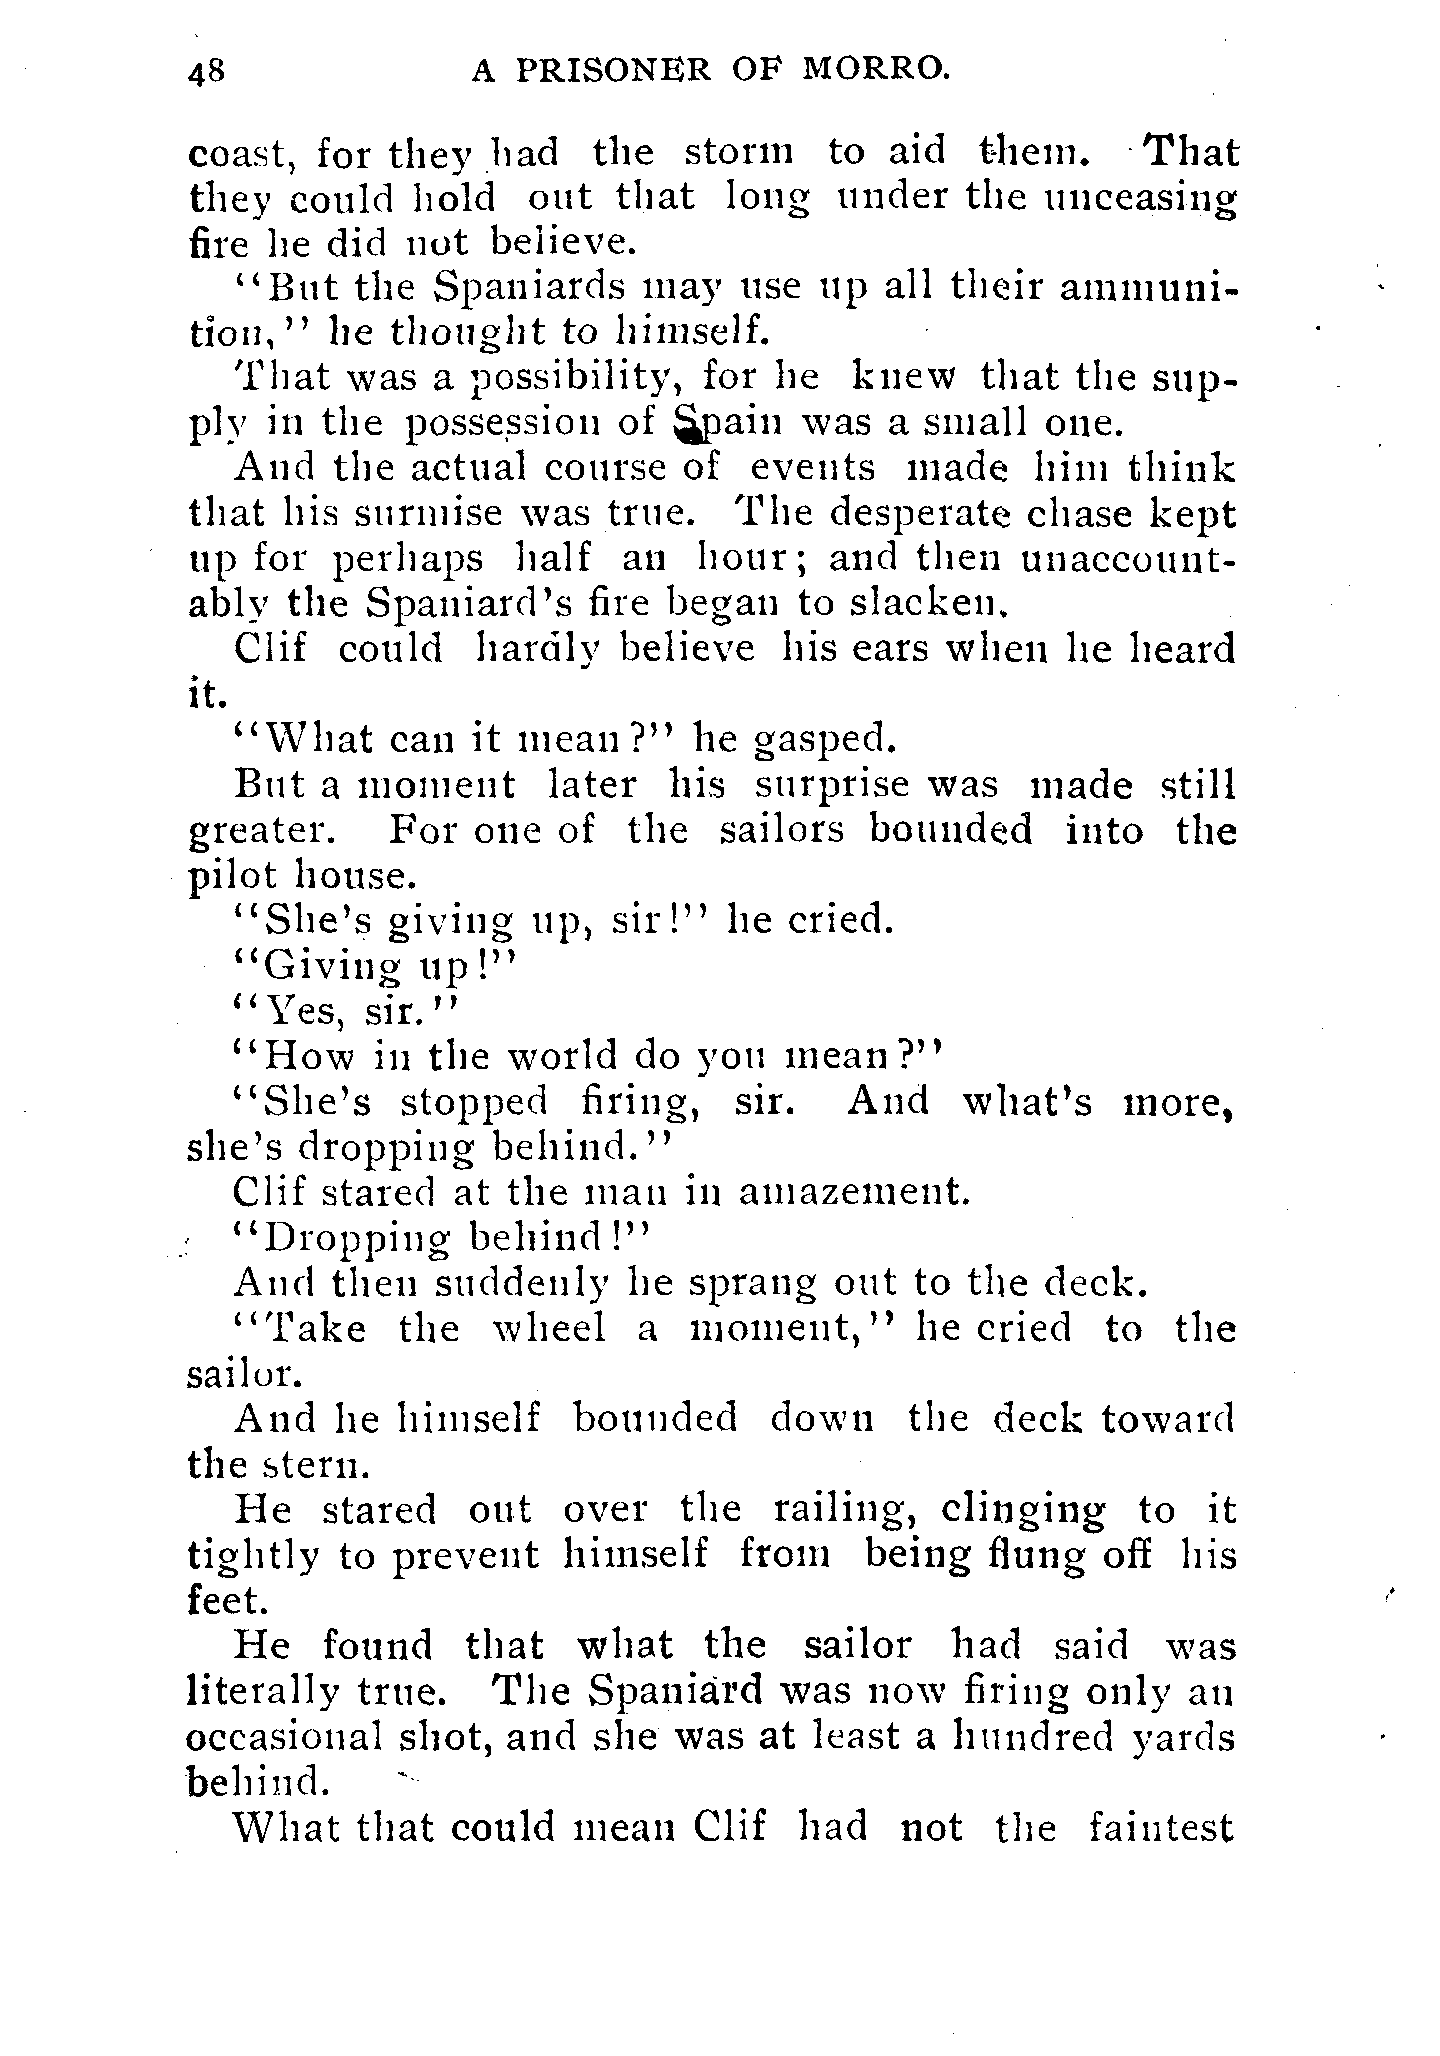 48 A PRISONER OF MORRO.
coast, for they had the storm to aid them. That
they could hold out that long under the unceasing
fire he did not believe.
"But the Spaniards may use up all their ammuni-
tion," he thought to himself.
That was a possibility, for he knew that the sup-
ply in the possession of Spain was a small one.
And the actual course of events made him think
that his surmise was true. The desperate chase kept
up for perhaps half an hour; and then unaccount-
ably the Spaniard's fire began to slacken.
Clif could hardly believe his ears when he heard
it.
"What can it mean?" he gasped.
But a moment later his surprise was made still
greater. For one of the sailors bounded into the
pilot house.
"She's giving up, sir!" he cried.
"Giving up!"
"Yes, sir."
"How in the world do you mean?"
"She's stopped firing, sir. And what's more,
she's dropping behind."
Clif stared at the man in amazement.
"Dropping behind!"
And then suddenly he sprang out to the deck.
"Take the wheel a moment," he cried to the
sailor.
And he himself bounded down the deck toward
the stern.
He stared out over the railing, clinging to it
tightly to prevent himself from being flung off his
feet.
He found that what the sailor had said was
literally true. The Spaniard was now firing only an
occasional shot, and she was at least a hundred yards
behind.
What that could mean Clif had not the faintest